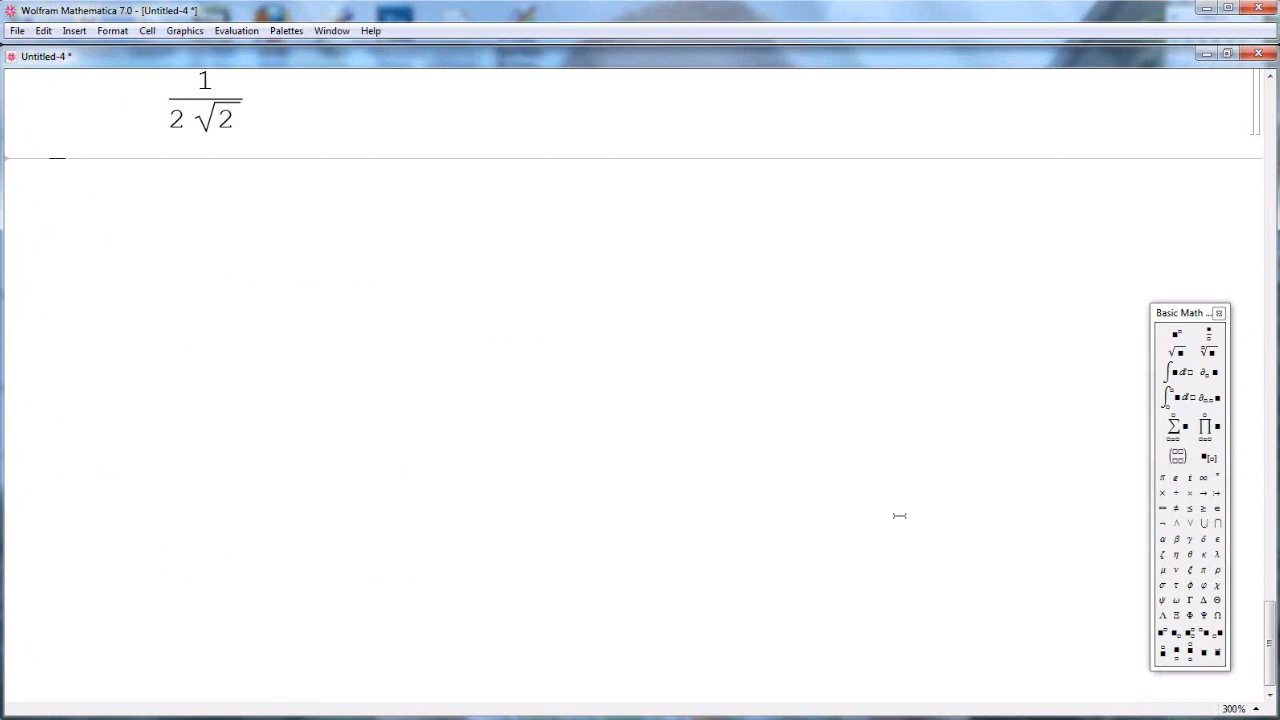 Wolfram Mathematica 7.0 - [Untitled-4 *]
File Edit Insert Format Cell Graphics Evaluation Palettes Window Help
Untitled-4 *
1
2 √2
Basic Math ...
π e i ∞ °
× ÷ × → :→
== ≠ ≤ ≥ ∈
¬ ∧ ∨ ∪ ∩
α β γ δ ε
ζ η θ κ λ
μ ν ξ π ρ
σ τ ϕ φ χ
ψ ω Γ Δ Θ
Λ Ξ Φ Ψ Ω
300%